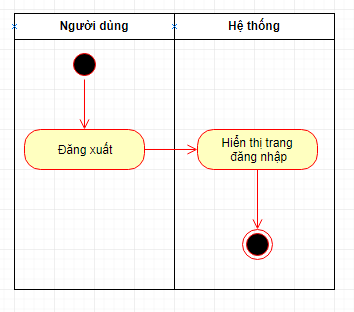 Người dùng
Hệ thống
Đăng xuất
Hiển thị trang
đăng nhập